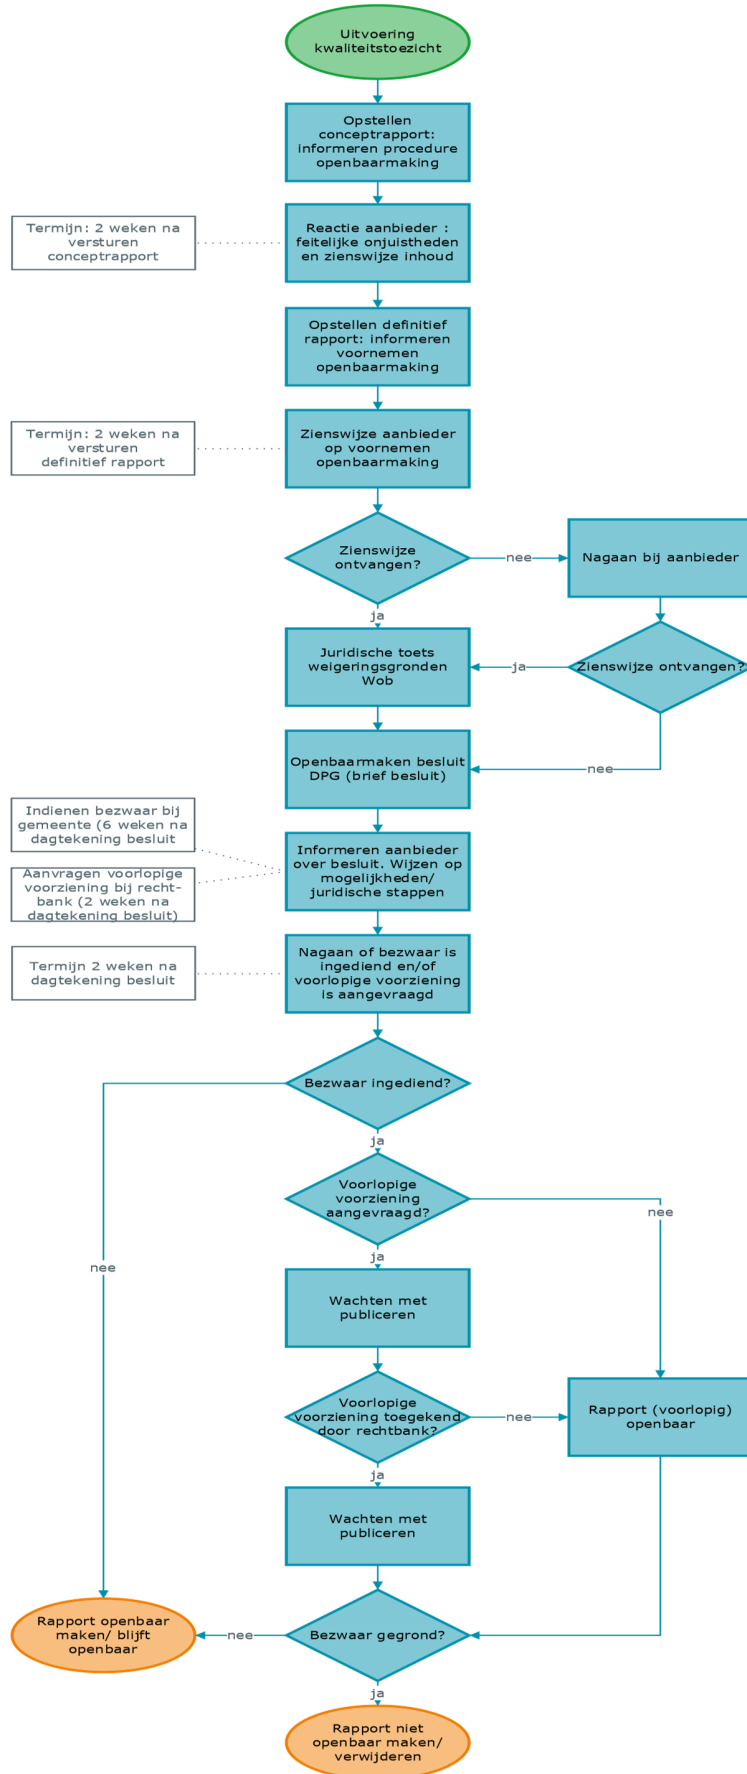 Uitvoering
kwaliteitstoezicht
Opstellen
conceptrapport:
informeren procedure
openbaarmaking
Termijn: 2 weken na
versturen
conceptrapport
Reactie aanbieder :
feitelijke onjuistheden
en zienswijze inhoud
Opstellen definitief
rapport: informeren
voornemen
openbaarmaking
Termijn: 2 weken na
versturen
definitief rapport
Zienswijze aanbieder
op voornemen
openbaarmaking
Zienswijze
ontvangen?
nee
Nagaan bij aanbieder
ja
Juridische toets
weigeringsgronden
Wob
ja
Zienswijze ontvangen?
Openbaarmaken besluit
DPG (brief besluit)
nee
Indienen bezwaar bij
gemeente (6 weken na
dagtekening besluit
Aanvragen voorlopige
voorziening bij recht-
bank (2 weken na
dagtekening besluit)
Informeren aanbieder
over besluit. Wijzen op
mogelijkheden/
juridische stappen
Termijn 2 weken na
dagtekening besluit
Nagaan of bezwaar is
ingediend en/of
voorlopige voorziening
is aangevraagd
Bezwaar ingediend?
ja
Voorlopige
voorziening
aangevraagd?
nee
ja
nee
Wachten met
publiceren
Voorlopige
voorziening toegekend
door rechtbank?
nee
Rapport (voorlopig)
openbaar
ja
Wachten met
publiceren
Rapport openbaar
maken/ blijft
openbaar
nee
Bezwaar gegrond?
ja
Rapport niet
openbaar maken/
verwijderen